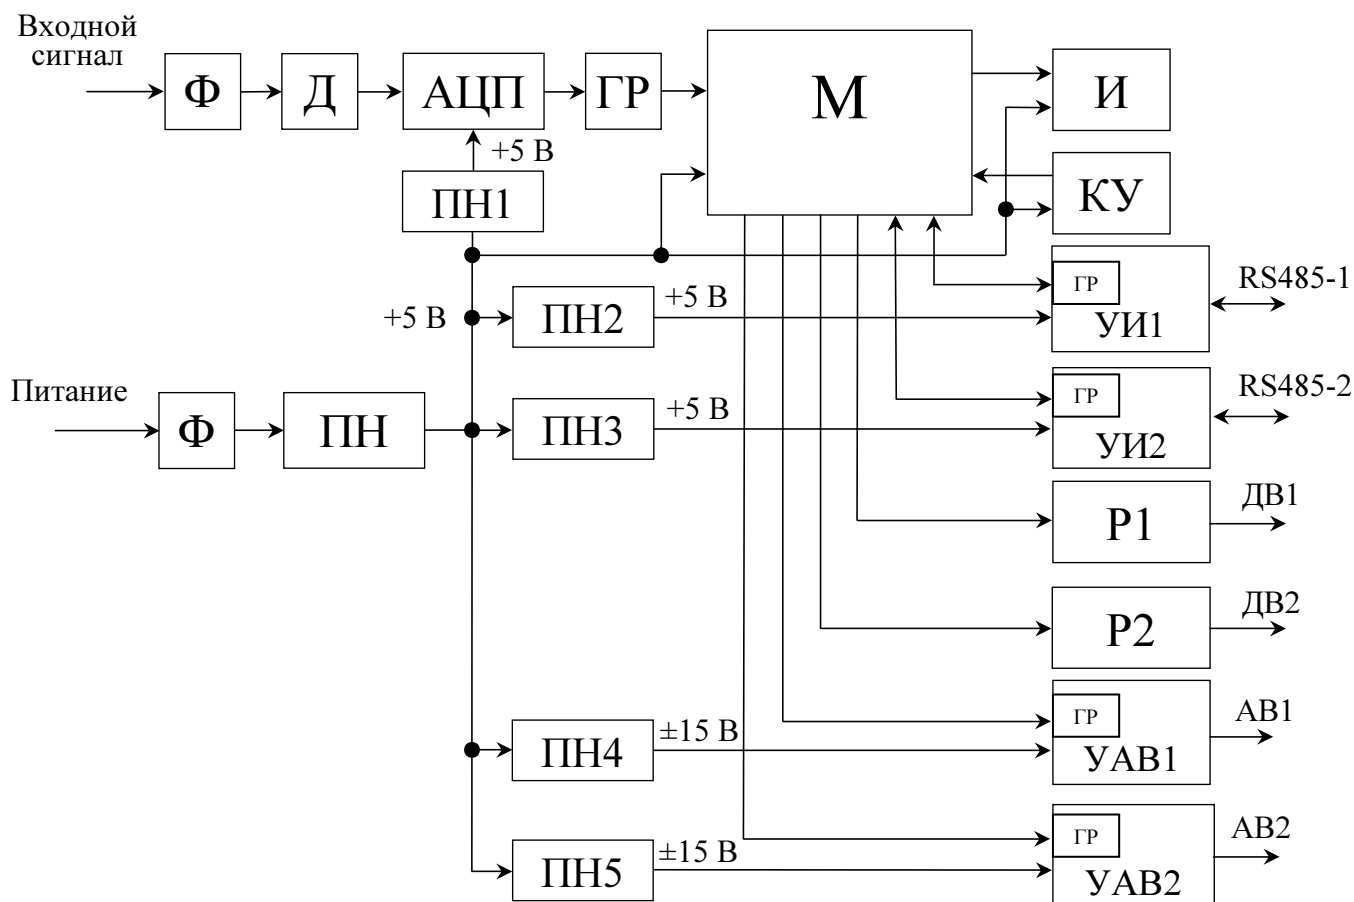 Входной
сигнал
Ф
Д
АЦП
ГР
М
И
+5 В
ПН1
КУ
ГР
УИ1
RS485-1
+5 В
ПН2
+5 В
Питание
Ф
ПН
ПН3
+5 В
ГР
УИ2
RS485-2
Р1
ДВ1
Р2
ДВ2
ПН4
±15 В
ГР
УАВ1
АВ1
ПН5
±15 В
ГР
УАВ2
АВ2